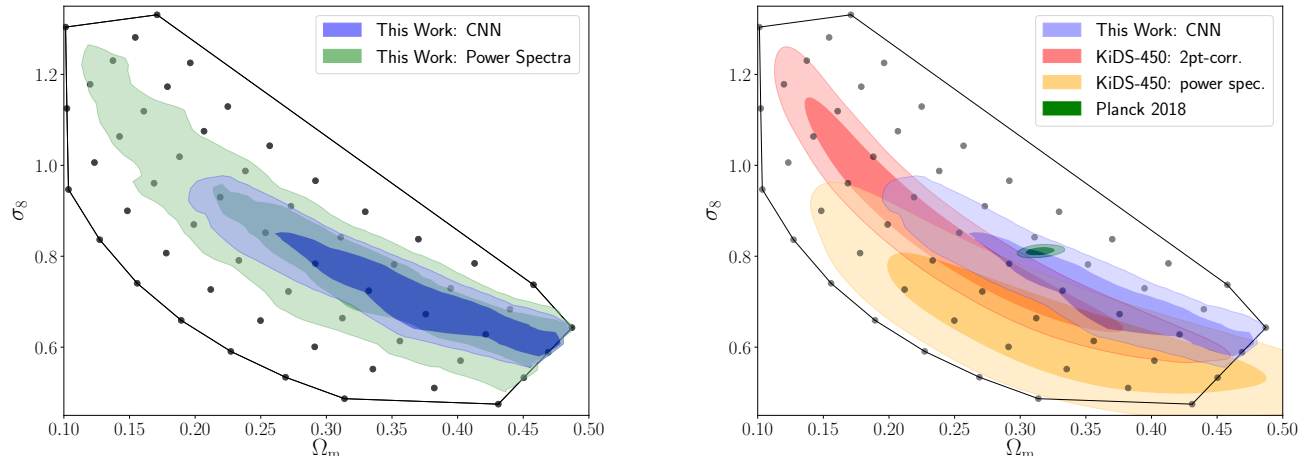 This Work: CNN
This Work: Power Spectra
1.2
1.0
0.8
0.6
σ8
0.10 0.15 0.20 0.25 0.30 0.35 0.40 0.45 0.50
Ωm
This Work: CNN
KiDS-450: 2pt-corr.
KiDS-450: power spec.
Planck 2018
1.2
1.0
0.8
0.6
σ8
0.10 0.15 0.20 0.25 0.30 0.35 0.40 0.45 0.50
Ωm